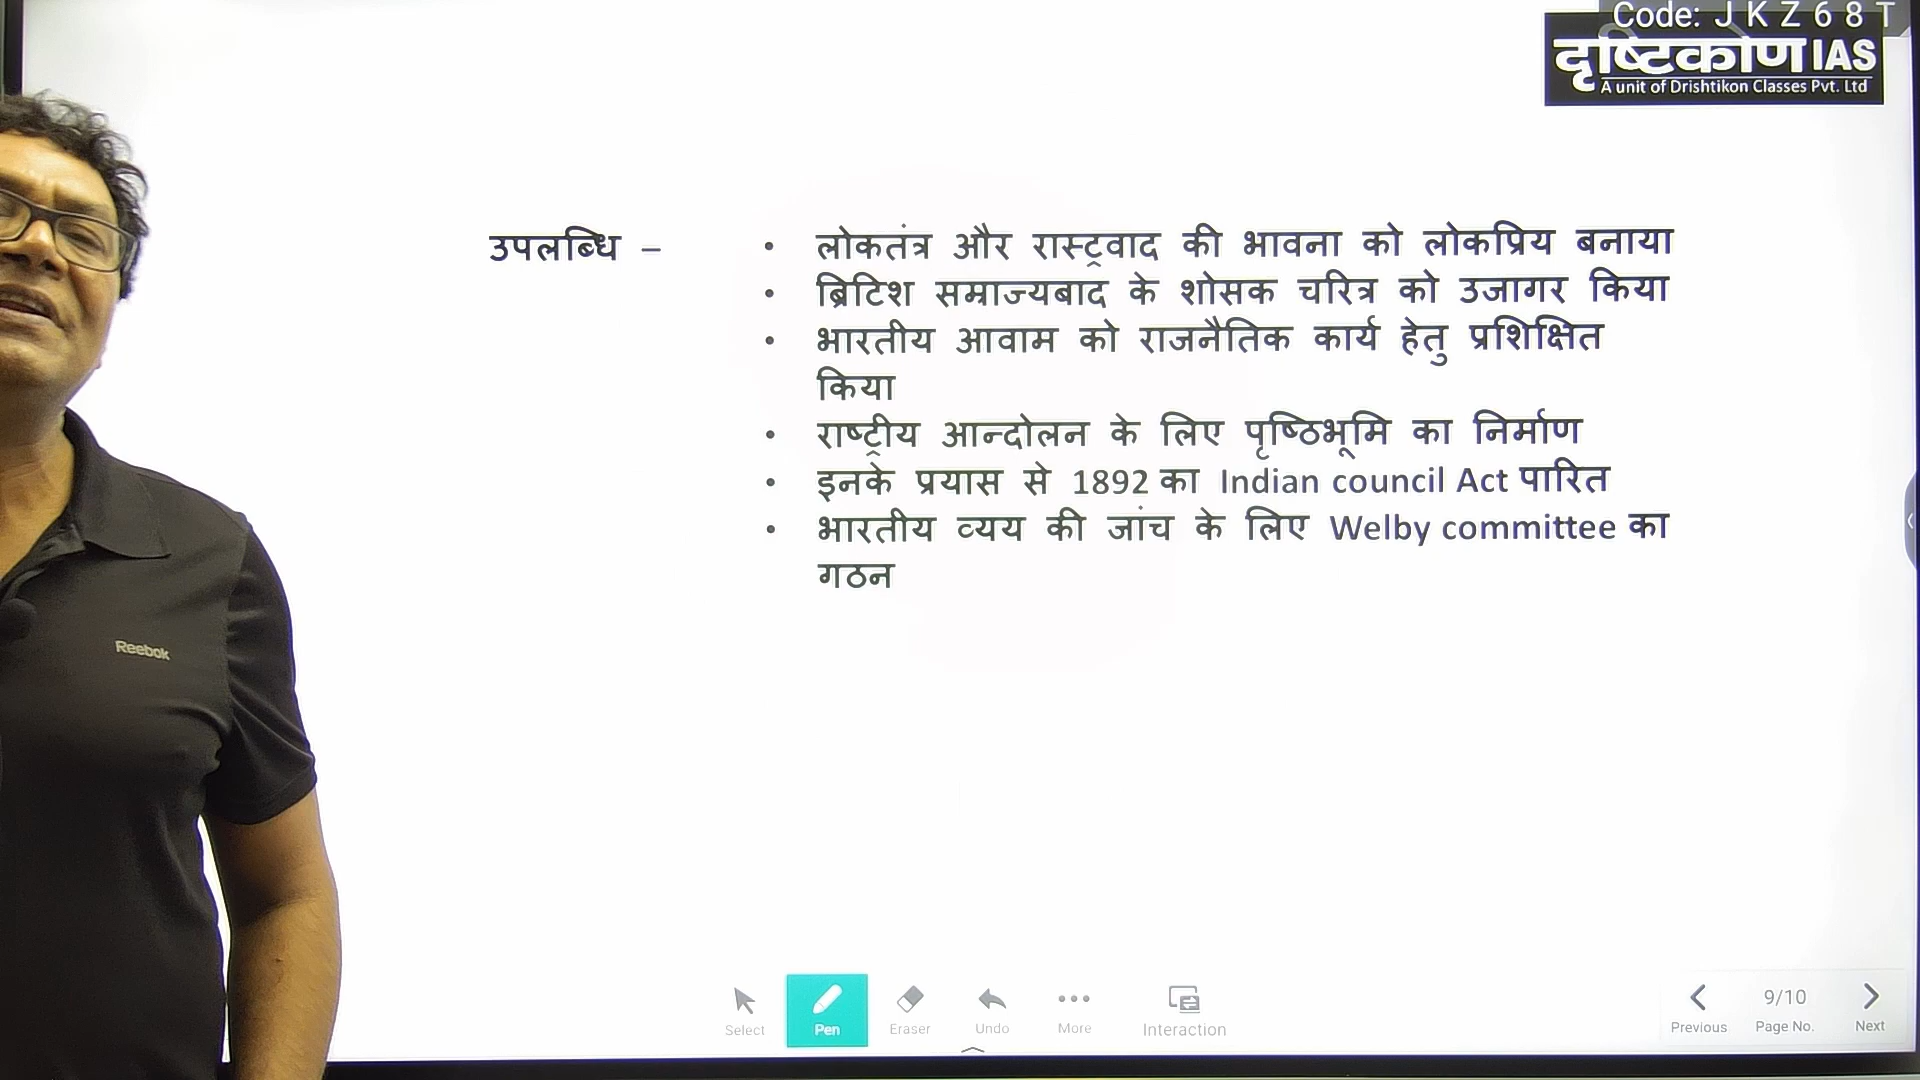 Code: J K Z 6 8 T
दृष्टिकोण IAS
A unit of Drishtikon Classes Pvt. Ltd
उपलब्धि – • लोकतंत्र और रास्ट्रवाद की भावना को लोकप्रिय बनाया
• ब्रिटिश सम्राज्यबाद के शोसक चरित्र को उजागर किया
• भारतीय आवाम को राजनैतिक कार्य हेतु प्रशिक्षित
किया
• राष्ट्रीय आन्दोलन के लिए पृष्ठिभूमि का निर्माण
• इनके प्रयास से 1892 का Indian council Act पारित
• भारतीय व्यय की जांच के लिए Welby committee का
गठन
Reebok
Select Pen Eraser Undo More Interaction
9/10
Previous Page No. Next